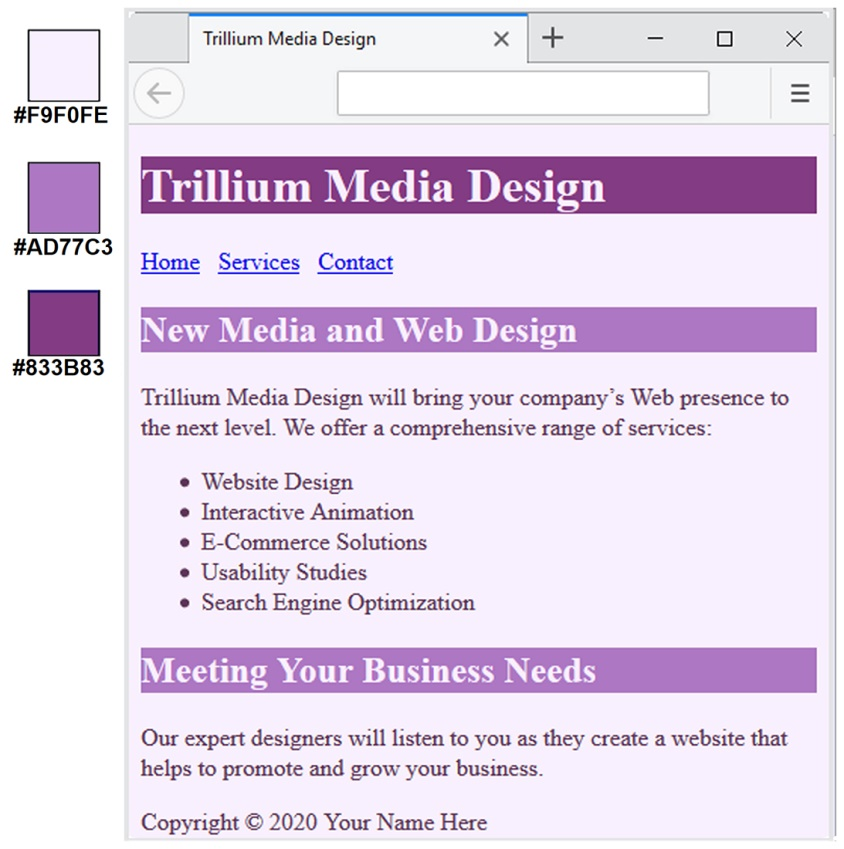 #F9F0FE
#AD77C3
#833B83
Trillium Media Design
Trillium Media Design
Home Services Contact
New Media and Web Design
Trillium Media Design will bring your company’s Web presence to
the next level. We offer a comprehensive range of services:
• Website Design
• Interactive Animation
• E-Commerce Solutions
• Usability Studies
• Search Engine Optimization
Meeting Your Business Needs
Our expert designers will listen to you as they create a website that
helps to promote and grow your business.
Copyright © 2020 Your Name Here